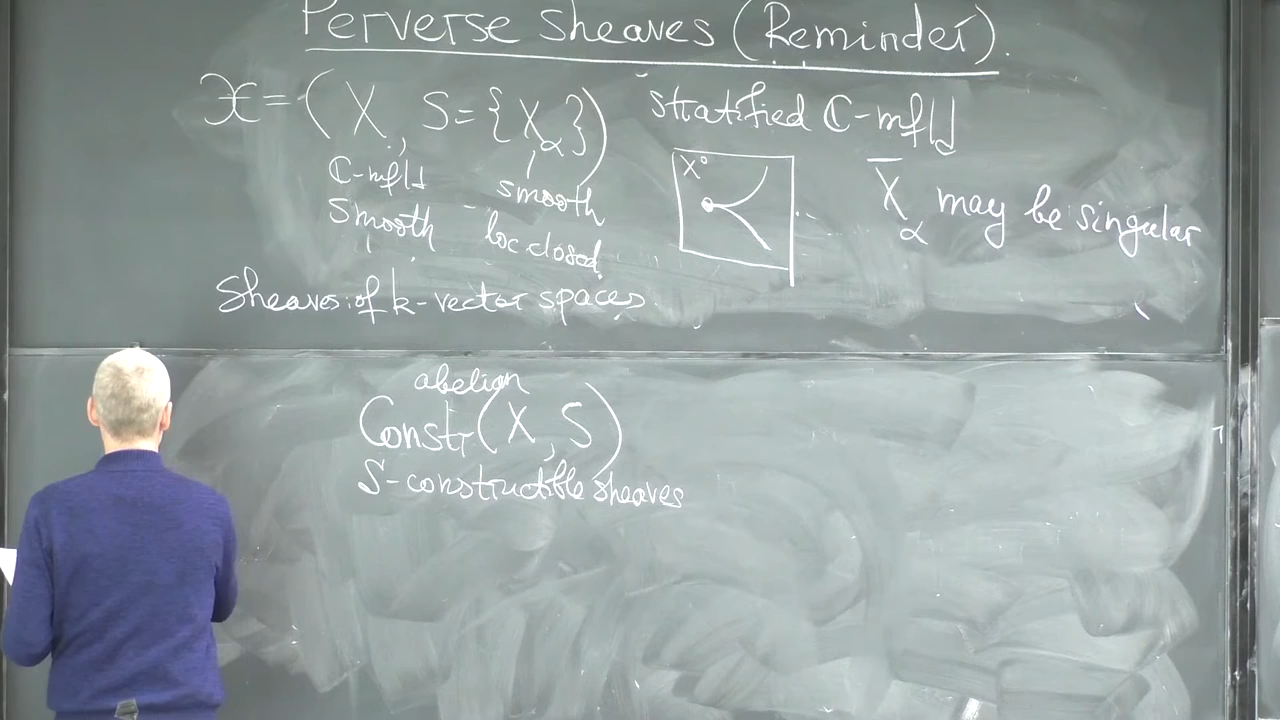 Perverse Sheaves (Reminder).
𝒳 = (X, S = {X_α}) stratified ℂ-mfld
ℂ-mfld smooth
smooth loc closed
X°
X̄_α may be singular
Sheaves of k-vector spaces.
abelian
Constr(X, S)
S-constructible sheaves